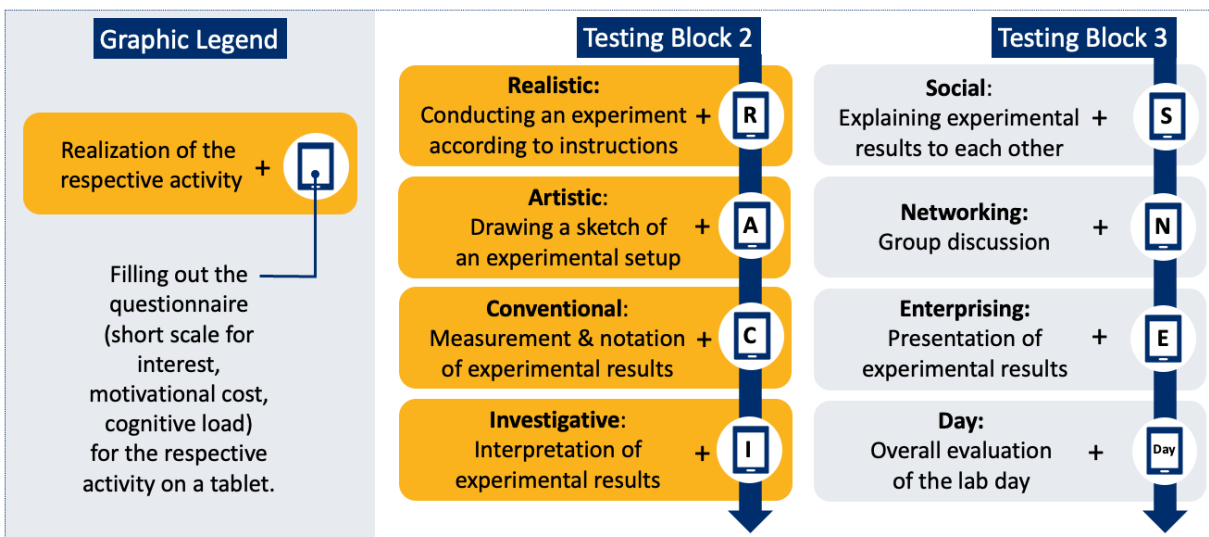 Graphic Legend
Realization of the
respective activity
+
Filling out the
questionnaire
(short scale for
interest,
motivational cost,
cognitive load)
for the respective
activity on a tablet.
Testing Block 2
Realistic:
Conducting an experiment + R
according to instructions
Artistic:
Drawing a sketch of + A
an experimental setup
Conventional:
Measurement & notation + C
of experimental results
Investigative:
Interpretation of + I
experimental results
Testing Block 3
Social:
Explaining experimental + S
results to each other
Networking:
Group discussion + N
Enterprising:
Presentation of + E
experimental results
Day:
Overall evaluation + Day
of the lab day